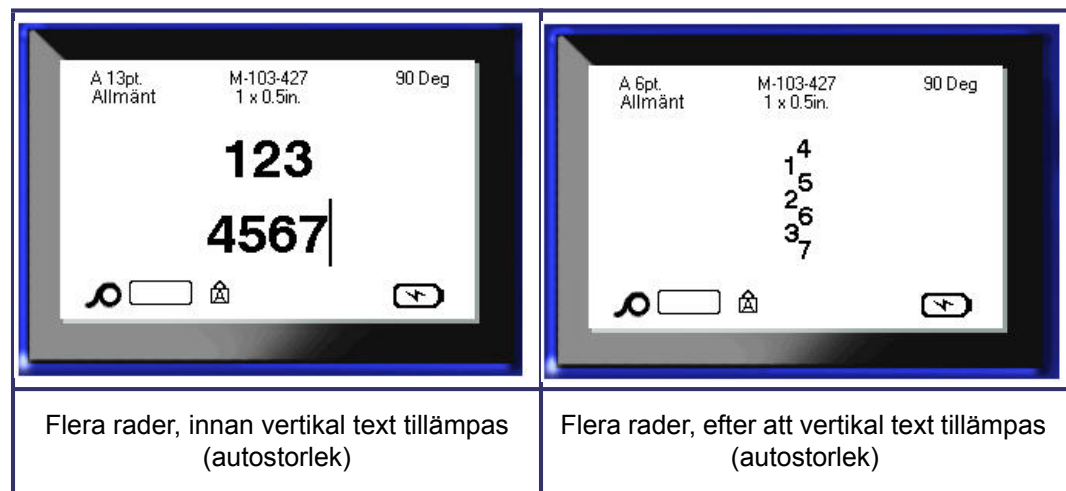 A 13pt. M-103-427 90 Deg
Allmänt 1 x 0.5in.
123
4567
A
A 6pt. M-103-427 90 Deg
Allmänt 1 x 0.5in.
4
1
5
2
6
3
7
A
Flera rader, innan vertikal text tillämpas
(autostorlek)
Flera rader, efter att vertikal text tillämpas
(autostorlek)